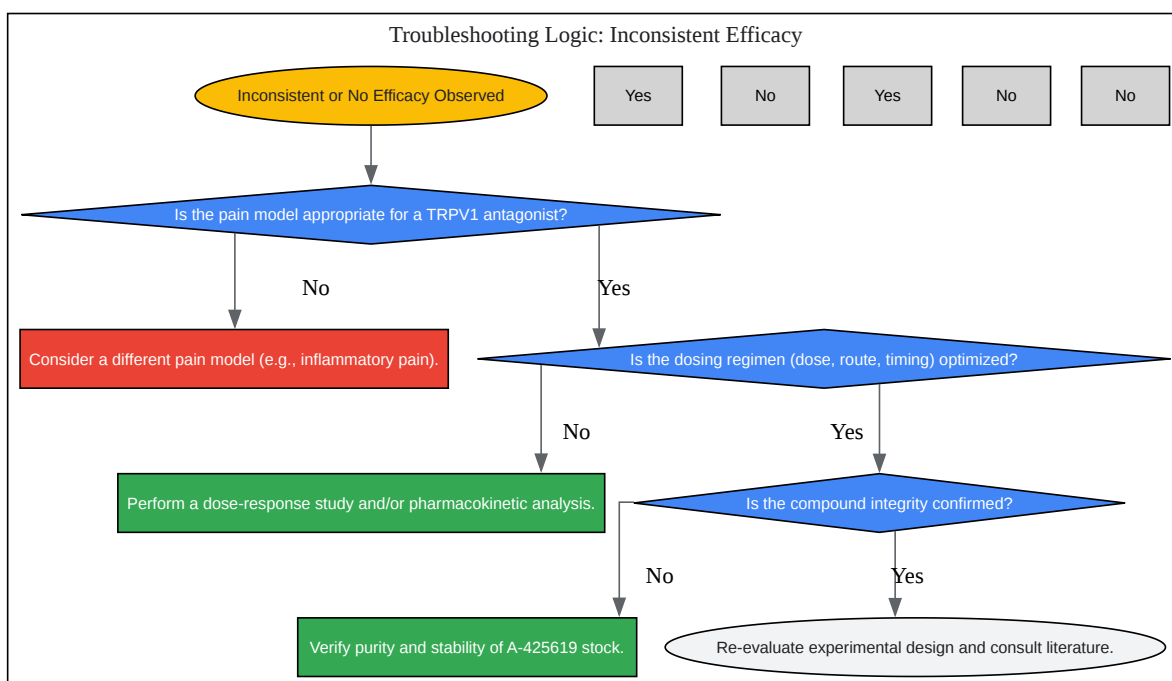 Troubleshooting Logic: Inconsistent Efficacy
Inconsistent or No Efficacy Observed
Yes
No
Yes
No
No
Is the pain model appropriate for a TRPV1 antagonist?
No
Yes
Consider a different pain model (e.g., inflammatory pain).
Is the dosing regimen (dose, route, timing) optimized?
No
Yes
Perform a dose-response study and/or pharmacokinetic analysis.
Is the compound integrity confirmed?
No
Yes
Verify purity and stability of A-425619 stock.
Re-evaluate experimental design and consult literature.